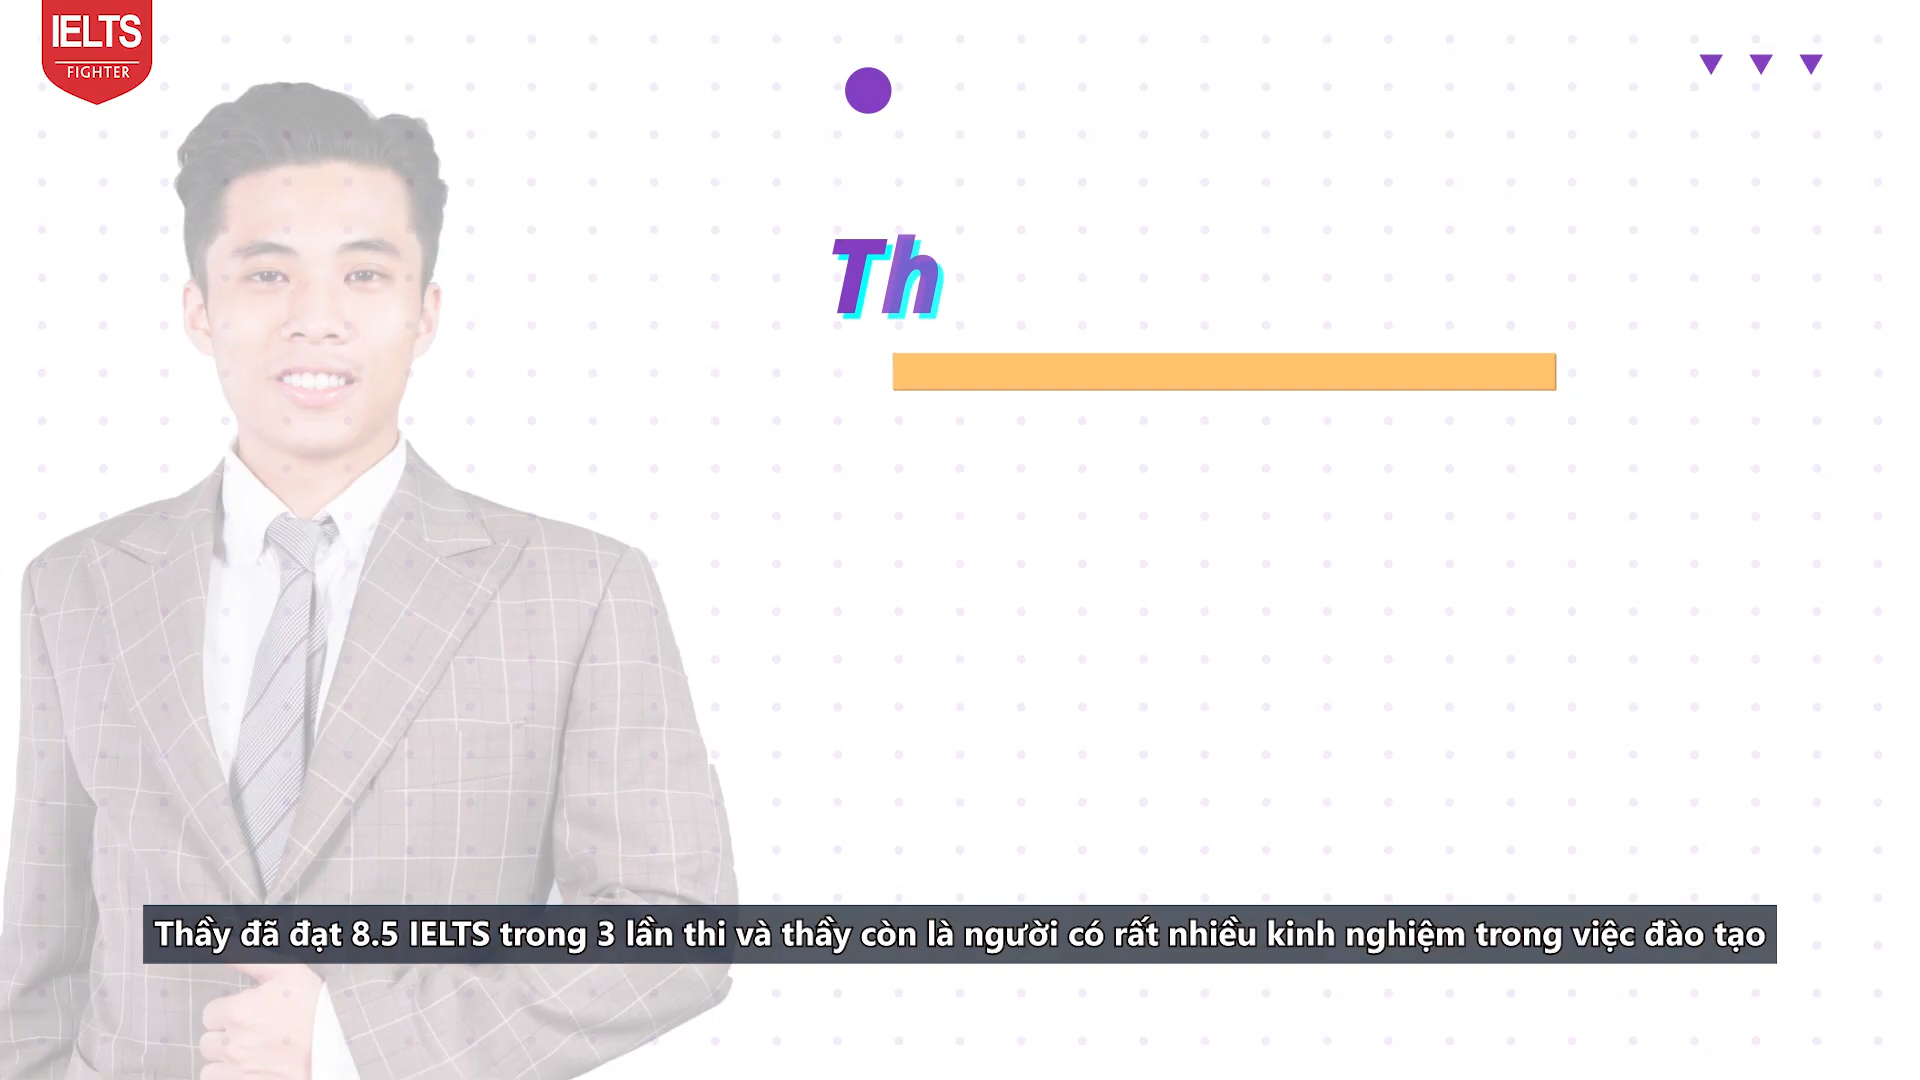 IELTS
FIGHTER
Th
Thầy đã đạt 8.5 IELTS trong 3 lần thi và thầy còn là người có rất nhiều kinh nghiệm trong việc đào tạo